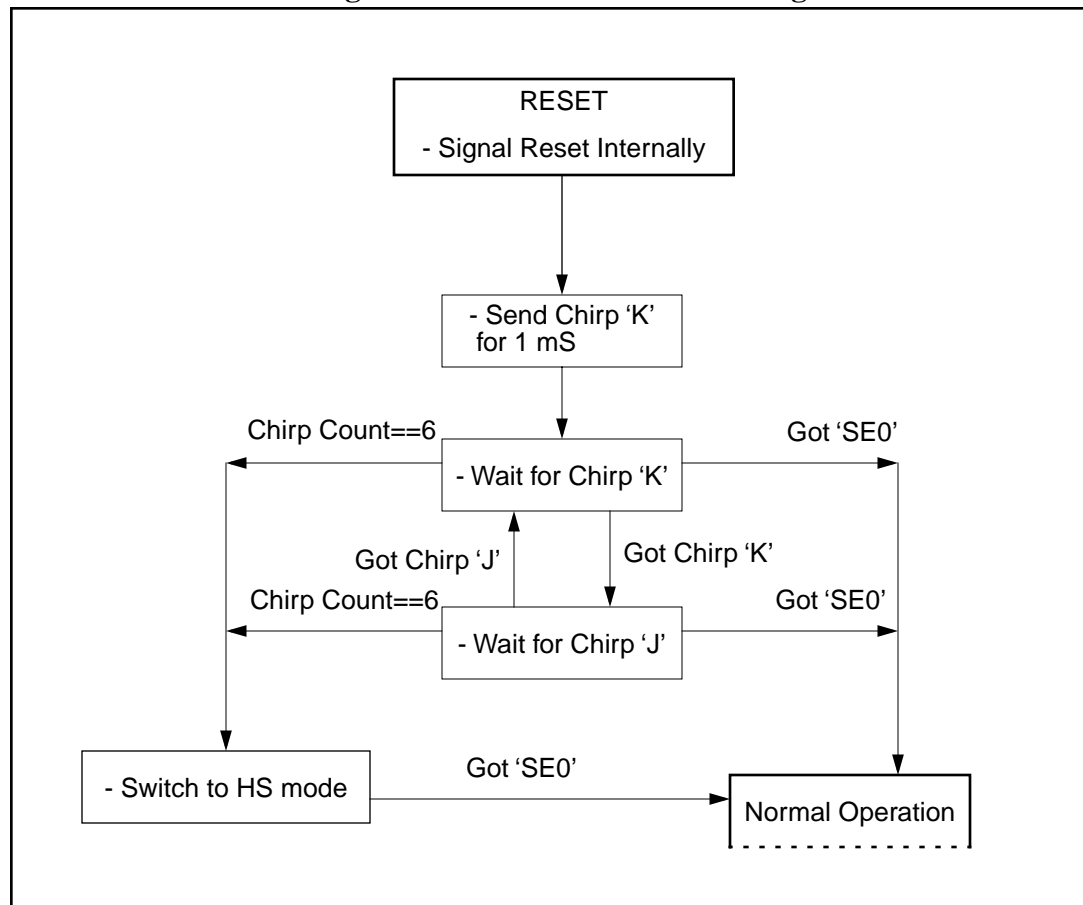 RESET
- Signal Reset Internally
- Send Chirp ‘K’
for 1 mS
Chirp Count==6
Got ‘SE0’
- Wait for Chirp ‘K’
Got Chirp ‘J’
Got Chirp ‘K’
Chirp Count==6
Got ‘SE0’
- Wait for Chirp ‘J’
- Switch to HS mode
Got ‘SE0’
Normal Operation